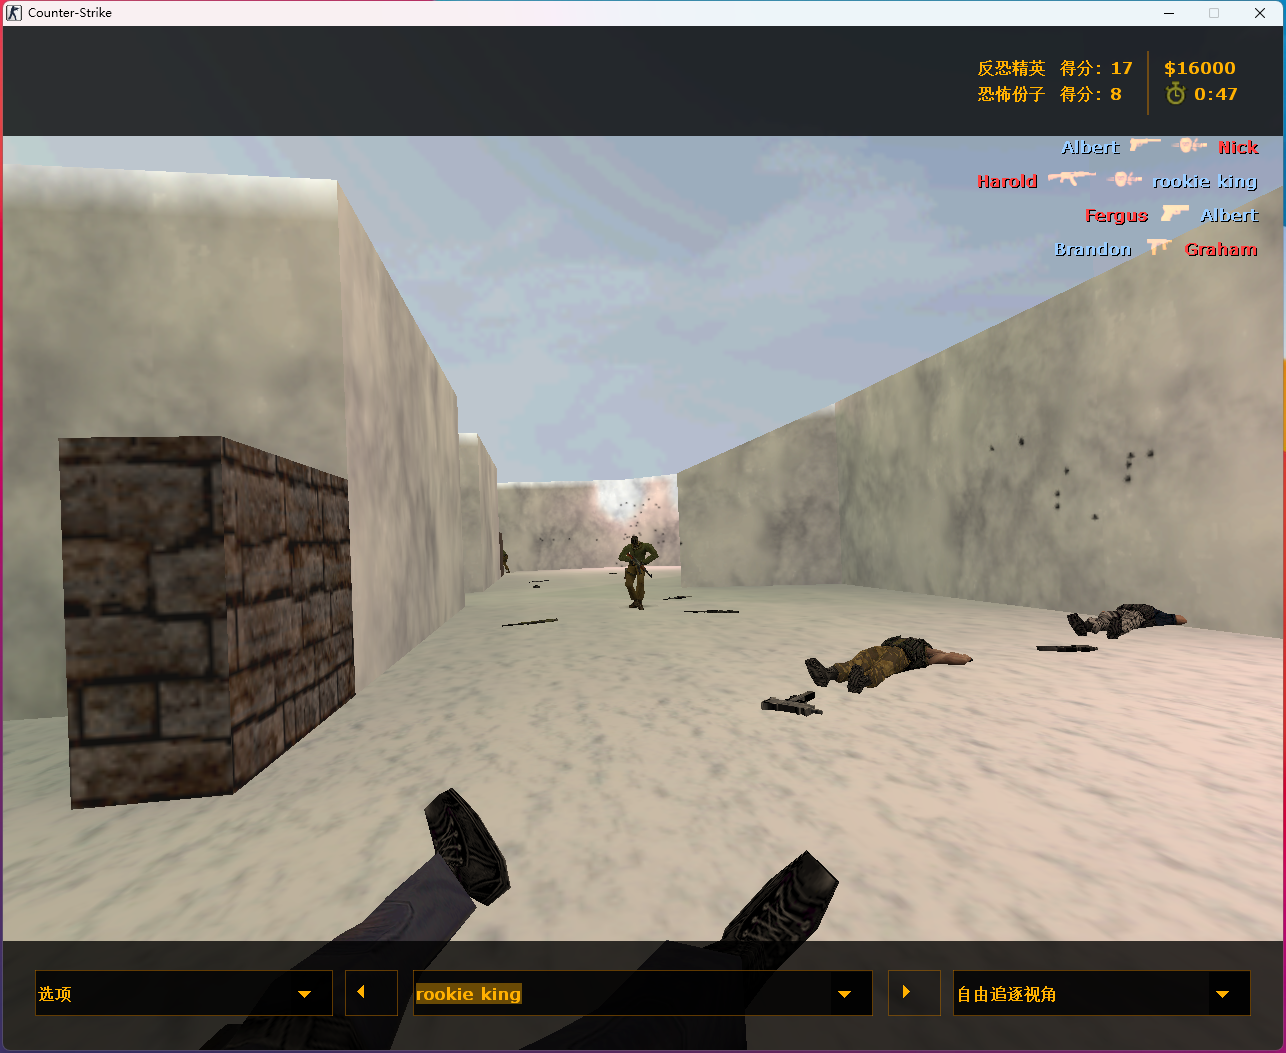 Counter-Strike
反恐精英 得分: 17 $16000
恐怖份子 得分: 8 0:47
Albert Nick
Harold rookie king
Fergus Albert
Brandon Graham
选项 rookie king 自由追逐视角